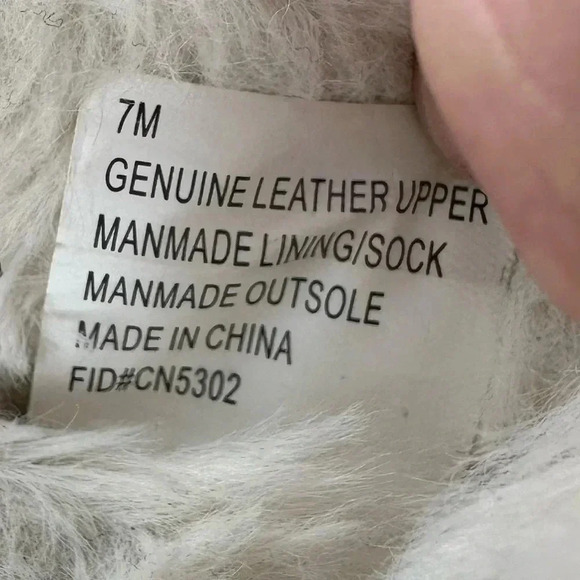 7M
GENUINE LEATHER UPPER
MANMADE LINING/SOCK
MANMADE OUTSOLE
MADE IN CHINA
FID#CN5302